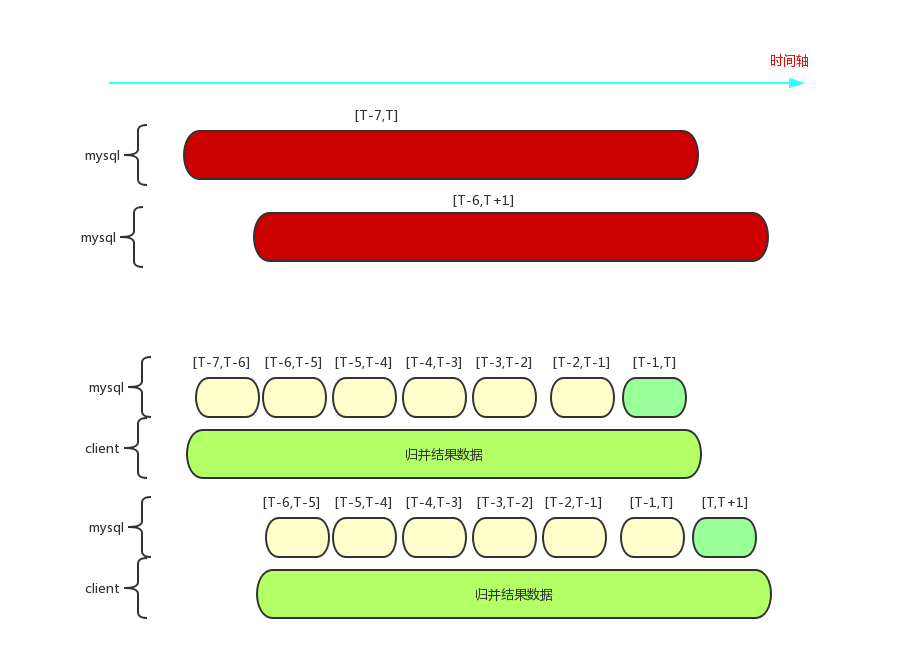 时间轴
[T-7,T]
mysql
[T-6,T+1]
mysql
[T-7,T-6] [T-6,T-5] [T-5,T-4] [T-4,T-3] [T-3,T-2] [T-2,T-1] [T-1,T]
mysql
client 归并结果数据
[T-6,T-5] [T-5,T-4] [T-4,T-3] [T-3,T-2] [T-2,T-1] [T-1,T] [T,T+1]
mysql
client 归并结果数据